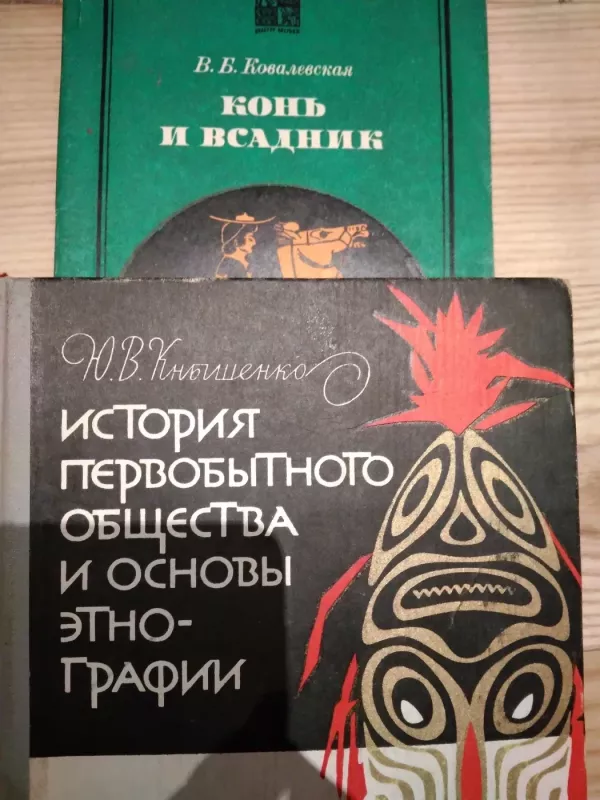 В. Б. Ковалевская
КОНЬ
И ВСАДНИК
Ю. В. Кнышенко
ИСТОРИЯ
ПЕРВОБЫТНОГО
ОБЩЕСТВА
И ОСНОВЫ
ЭТНО-
ГРАФИИ